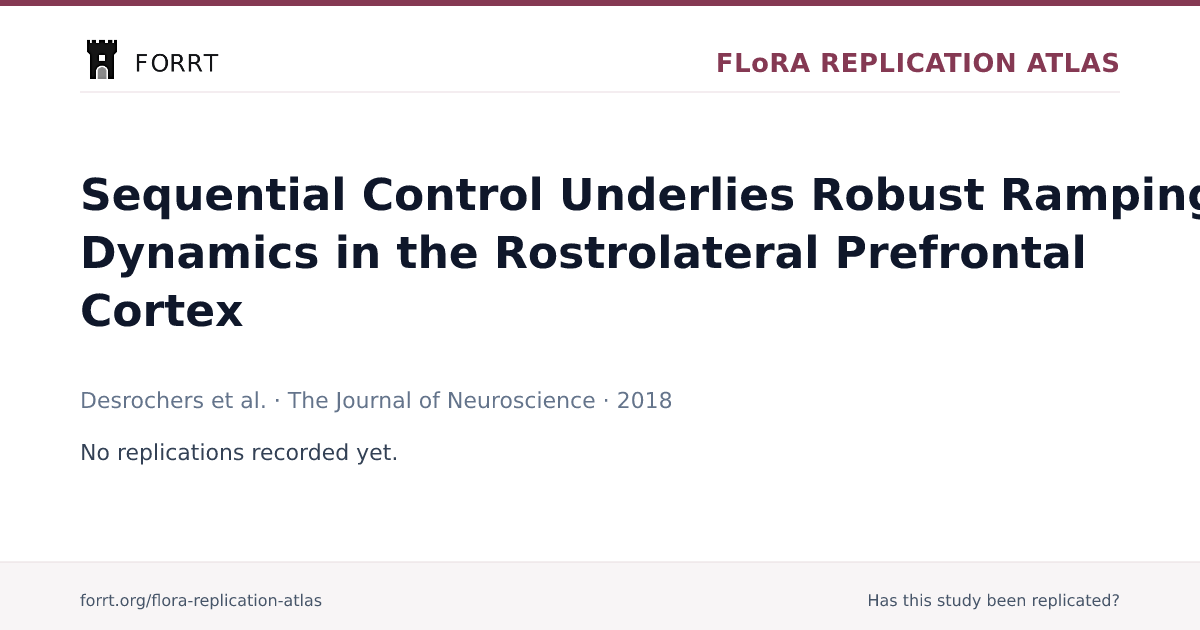 FORRT
FLoRA REPLICATION ATLAS
Sequential Control Underlies Robust Ramping
Dynamics in the Rostrolateral Prefrontal
Cortex
Desrochers et al. · The Journal of Neuroscience · 2018
No replications recorded yet.
forrt.org/flora-replication-atlas
Has this study been replicated?